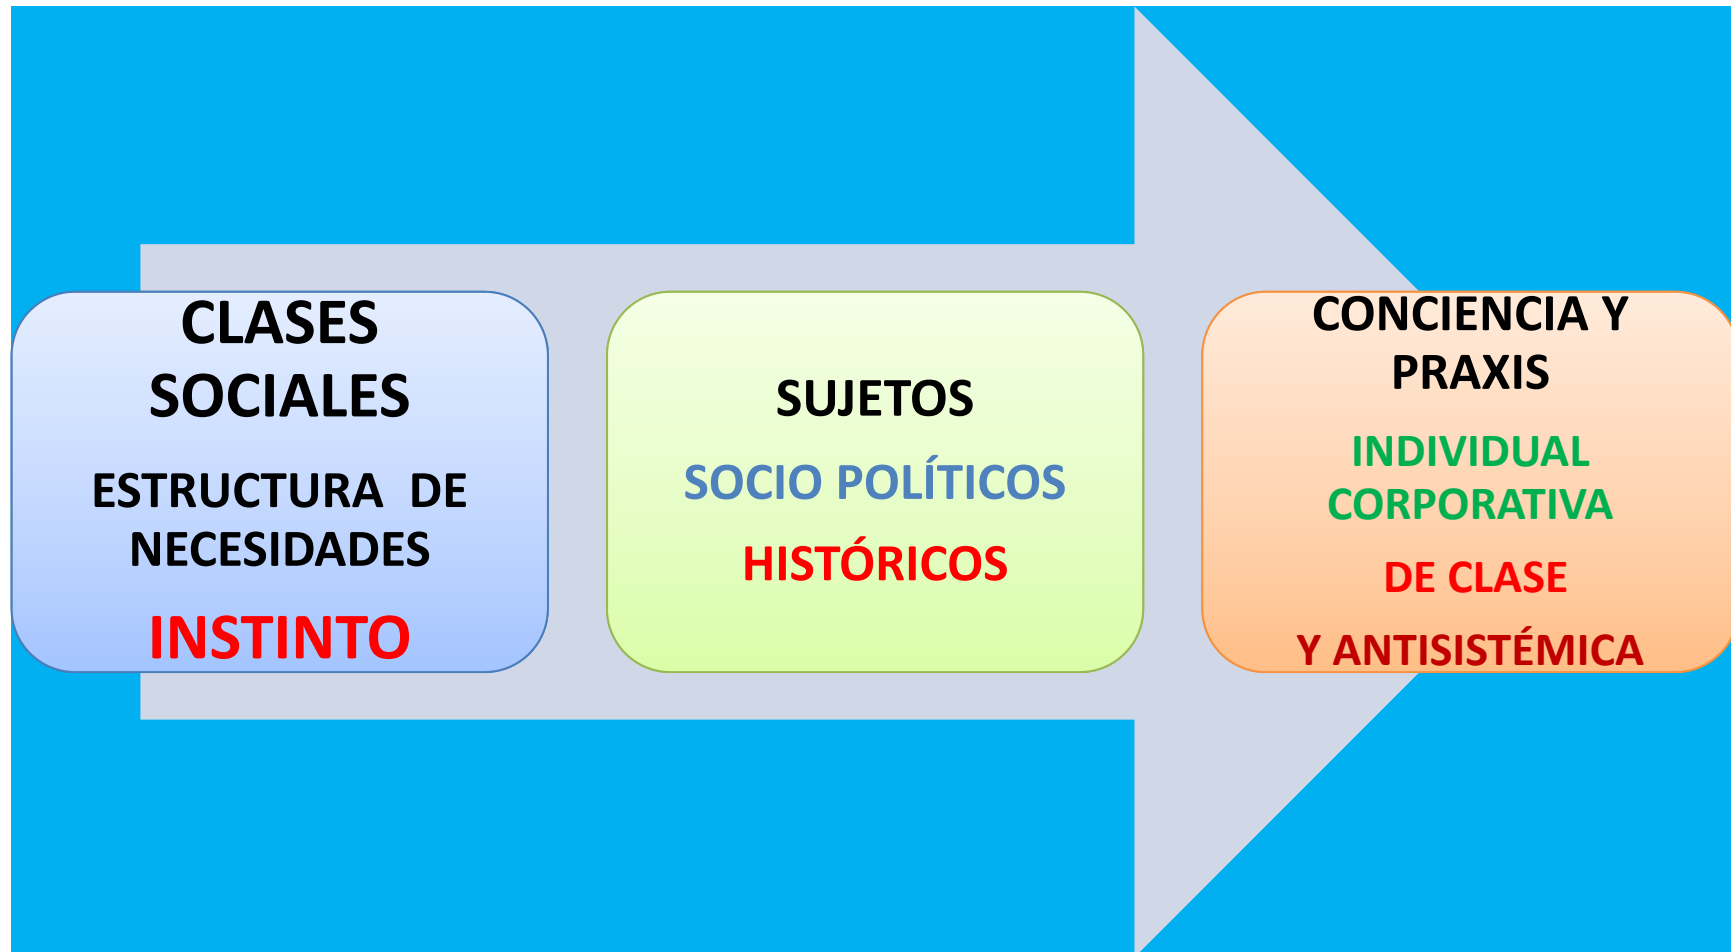 CLASES
SOCIALES
ESTRUCTURA DE
NECESIDADES
INSTINTO
SUJETOS
SOCIO POLÍTICOS
HISTÓRICOS
CONCIENCIA Y
PRAXIS
INDIVIDUAL
CORPORATIVA
DE CLASE
Y ANTISISTÉMICA